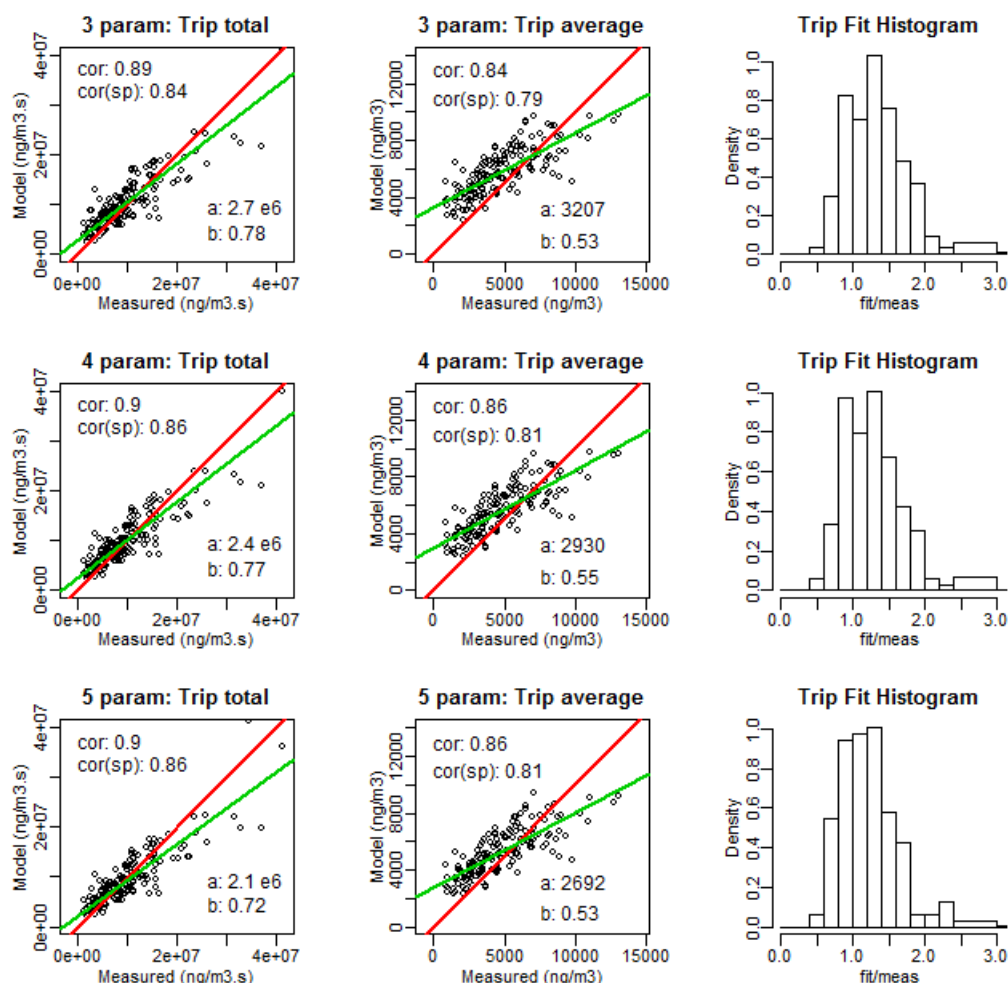 3 param: Trip total
Model (ng/m3.s)
0e+00 2e+07 4e+07
cor: 0.89
cor(sp): 0.84
a: 2.7 e6
b: 0.78
0e+00 2e+07 4e+07
Measured (ng/m3.s)
3 param: Trip average
Model (ng/m3)
0 4000 8000 12000
cor: 0.84
cor(sp): 0.79
a: 3207
b: 0.53
0 5000 10000 15000
Measured (ng/m3)
Trip Fit Histogram
Density
0.0 0.2 0.4 0.6 0.8 1.0
0.0 1.0 2.0 3.0
fit/meas
4 param: Trip total
Model (ng/m3.s)
0e+00 2e+07 4e+07
cor: 0.9
cor(sp): 0.86
a: 2.4 e6
b: 0.77
0e+00 2e+07 4e+07
Measured (ng/m3.s)
4 param: Trip average
Model (ng/m3)
0 4000 8000 12000
cor: 0.86
cor(sp): 0.81
a: 2930
b: 0.55
0 5000 10000 15000
Measured (ng/m3)
Trip Fit Histogram
Density
0.0 0.2 0.4 0.6 0.8 1.0
0.0 1.0 2.0 3.0
fit/meas
5 param: Trip total
Model (ng/m3.s)
0e+00 2e+07 4e+07
cor: 0.9
cor(sp): 0.86
a: 2.1 e6
b: 0.72
0e+00 2e+07 4e+07
Measured (ng/m3.s)
5 param: Trip average
Model (ng/m3)
0 4000 8000 12000
cor: 0.86
cor(sp): 0.81
a: 2692
b: 0.53
0 5000 10000 15000
Measured (ng/m3)
Trip Fit Histogram
Density
0.0 0.2 0.4 0.6 0.8 1.0
0.0 1.0 2.0 3.0
fit/meas